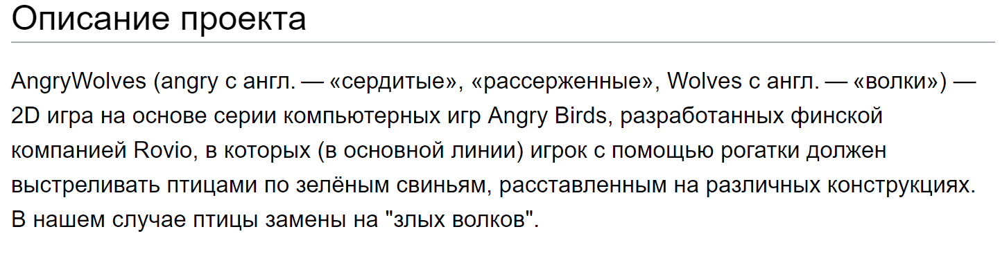 Описание проекта
AngryWolves (angry с англ. — «сердитые», «рассерженные», Wolves с англ. — «волки») —
2D игра на основе серии компьютерных игр Angry Birds, разработанных финской
компанией Rovio, в которых (в основной линии) игрок с помощью рогатки должен
выстреливать птицами по зелёным свиньям, расставленным на различных конструкциях.
В нашем случае птицы замены на "злых волков".